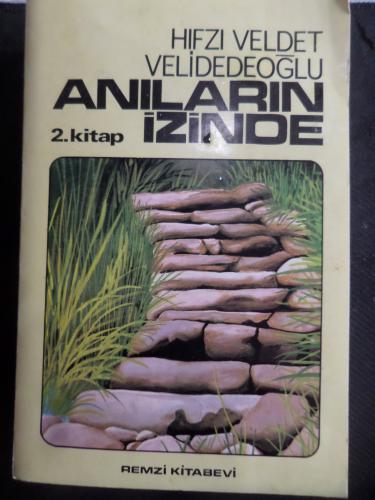 HIFZI VELDET
VELİDEDEOĞLU
ANILARIN
2.kitap İZİNDE
REMZİ KİTABEVİ